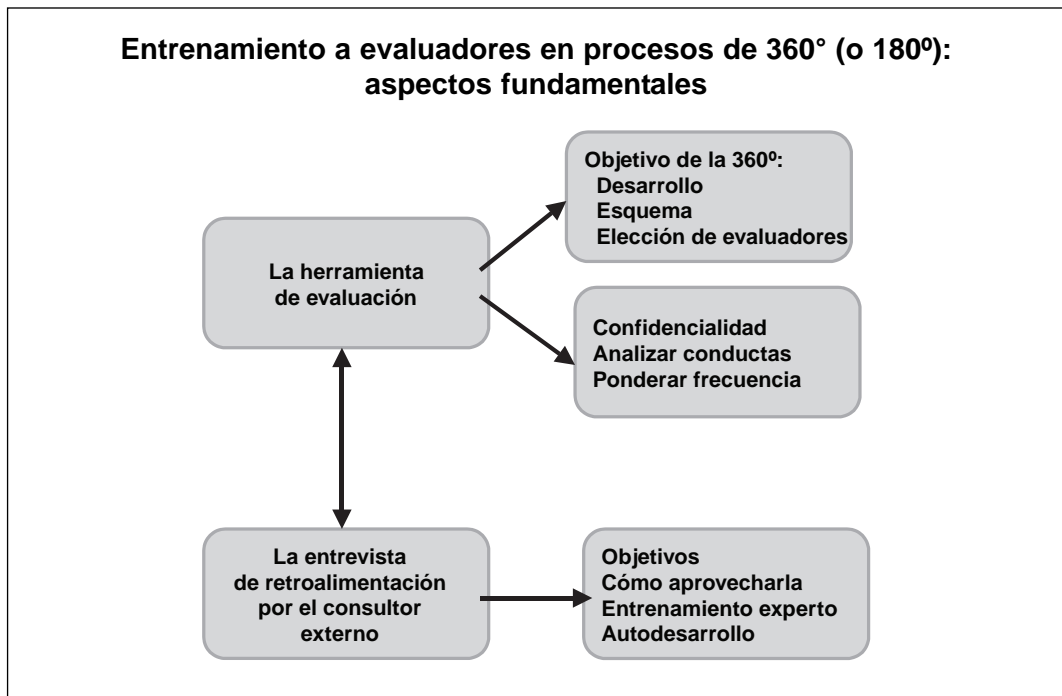 Entrenamiento a evaluadores en procesos de 360° (o 180º):
aspectos fundamentales
Objetivo de la 360º:
Desarrollo
Esquema
Elección de evaluadores
La herramienta
de evaluación
Confidencialidad
Analizar conductas
Ponderar frecuencia
La entrevista
de retroalimentación
por el consultor
externo
Objetivos
Cómo aprovecharla
Entrenamiento experto
Autodesarrollo